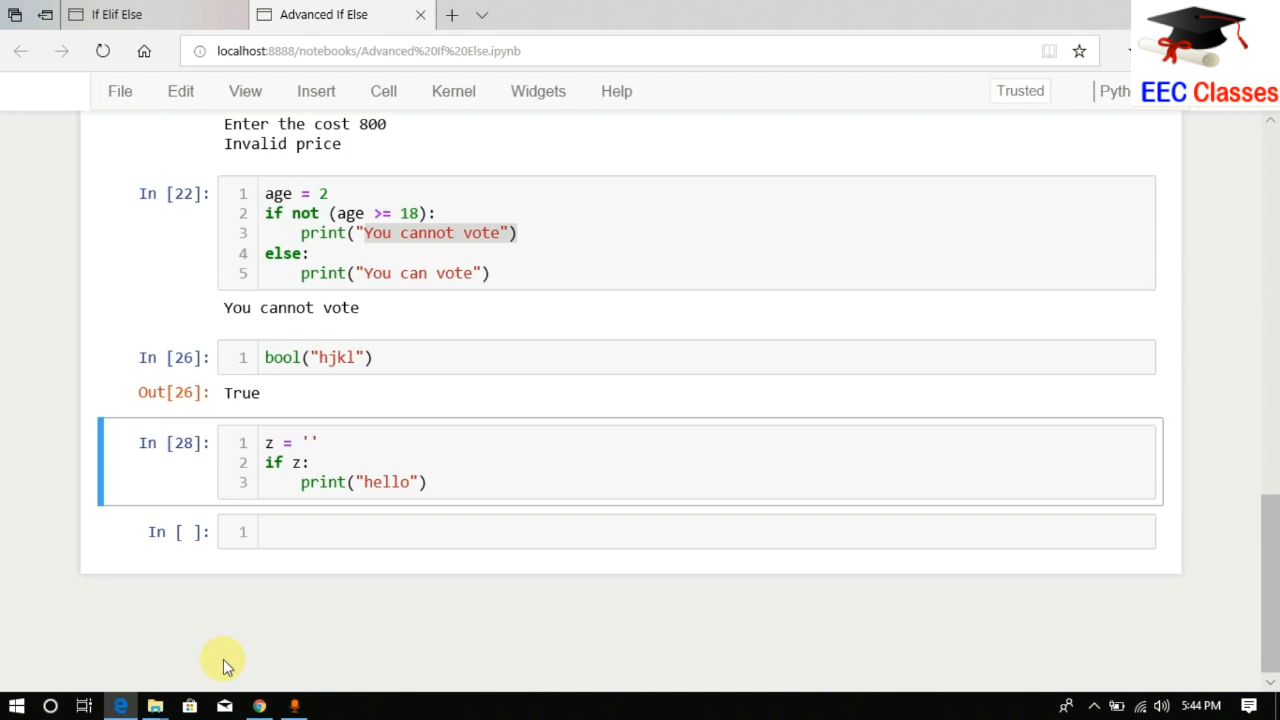 If Elif Else
Advanced If Else
localhost:8888/notebooks/Advanced%20If%20Else.ipynb
EEC Classes
File Edit View Insert Cell Kernel Widgets Help Trusted
Enter the cost 800
Invalid price
In [22]: 1 age = 2
2 if not (age >= 18):
3 print("You cannot vote")
4 else:
5 print("You can vote")
You cannot vote
In [26]: 1 bool("hjkl")
Out[26]: True
In [28]: 1 z = ''
2 if z:
3 print("hello")
In [ ]: 1
5:44 PM